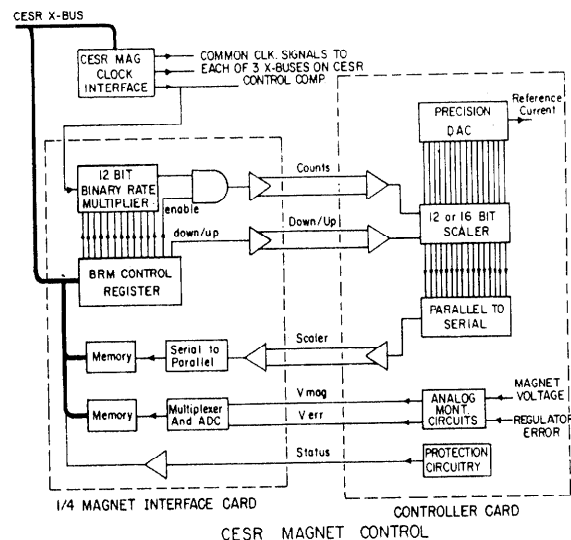 CESR X-BUS
CESR MAG
CLOCK
INTERFACE
COMMON CLK. SIGNALS TO
EACH OF 3 X-BUSES ON CESR
CONTROL COMP
PRECISION
DAC
Reference
Current
12 BIT
BINARY RATE
MULTIPLIER
enable
Counts
down/up
Down/Up
12 or 16 BIT
SCALER
BRM CONTROL
REGISTER
PARALLEL TO
SERIAL
Memory
Serial to
Parallel
Scaler
Memory
Multiplexer
And ADC
V mag
V err
ANALOG
MONT.
CIRCUITS
MAGNET
VOLTAGE
REGULATOR
ERROR
Status
PROTECTION
CIRCUITRY
1/4 MAGNET INTERFACE CARD
CONTROLLER CARD
CESR MAGNET CONTROL